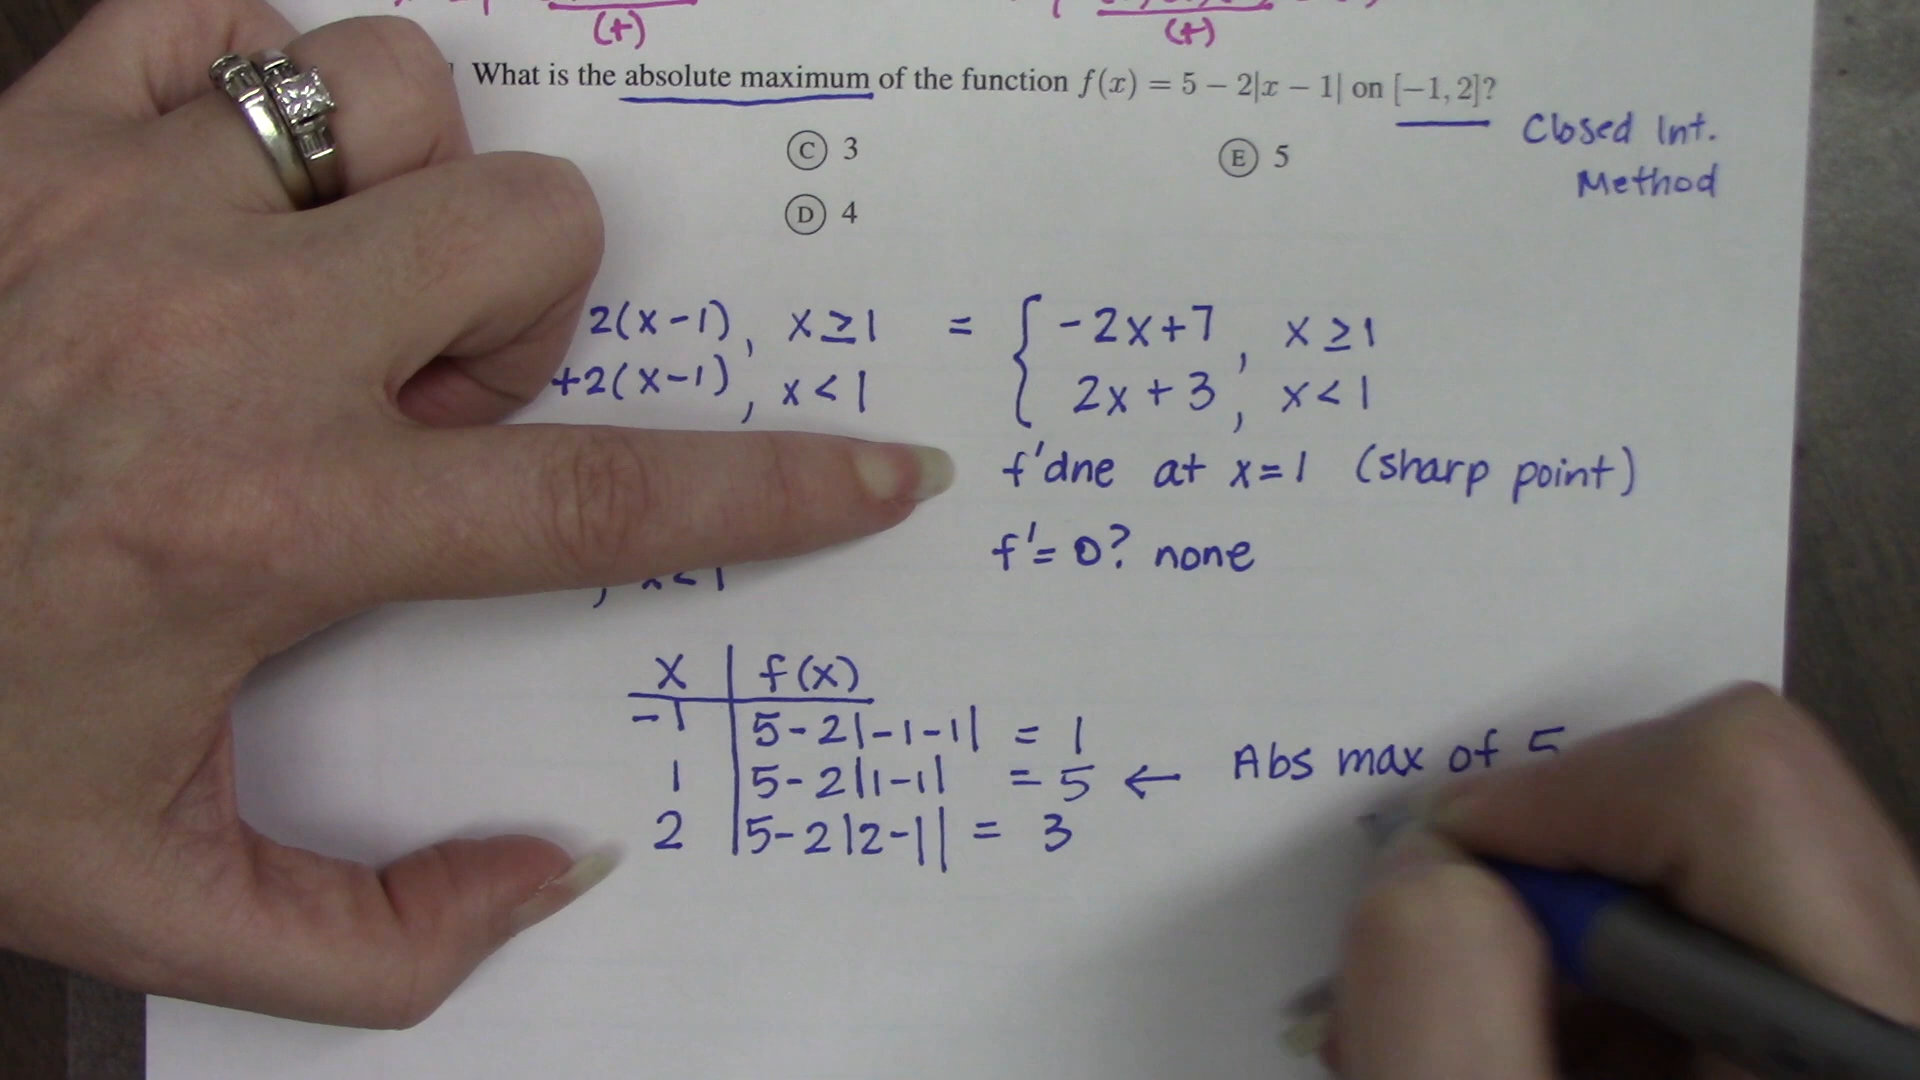 (+) (+)
What is the absolute maximum of the function f(x) = 5 − 2|x − 1| on [−1, 2]?
Closed Int.
Method
C 3
E 5
D 4
2(x-1), x≥1 = { -2x+7, x≥1
+2(x-1), x<1 2x+3, x<1
f'dne at x=1 (sharp point)
f'=0? none
, x<1
x f(x)
-1 5-2|-1-1| = 1
1 5-2|1-1| = 5 ← Abs max of 5
2 5-2|2-1| = 3